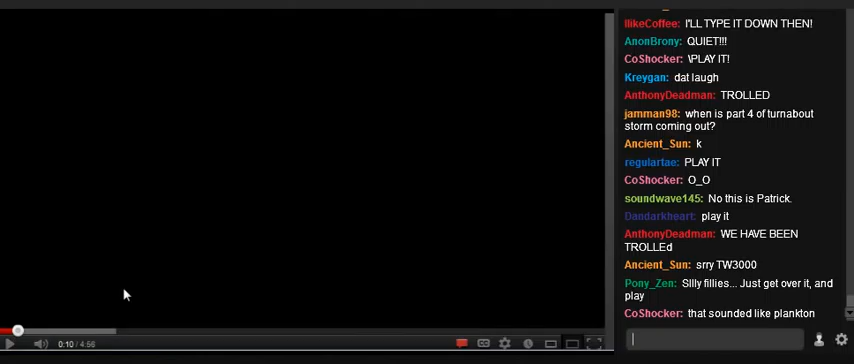 IlikeCoffee: I'LL TYPE IT DOWN THEN!
AnonBrony: QUIET!!!
CoShocker: \PLAY IT!
Kreygan: dat laugh
AnthonyDeadman: TROLLED
jamman98: when is part 4 of turnabout
storm coming out?
Ancient_Sun: k
regulartae: PLAY IT
CoShocker: O_O
soundwave145: No this is Patrick.
Dandarkheart: play it
AnthonyDeadman: WE HAVE BEEN
TROLLEd
Ancient_Sun: srry TW3000
Pony_Zen: SIlly fillies... Just get over it, and
play
CoShocker: that sounded like plankton
0:10 / 4:56